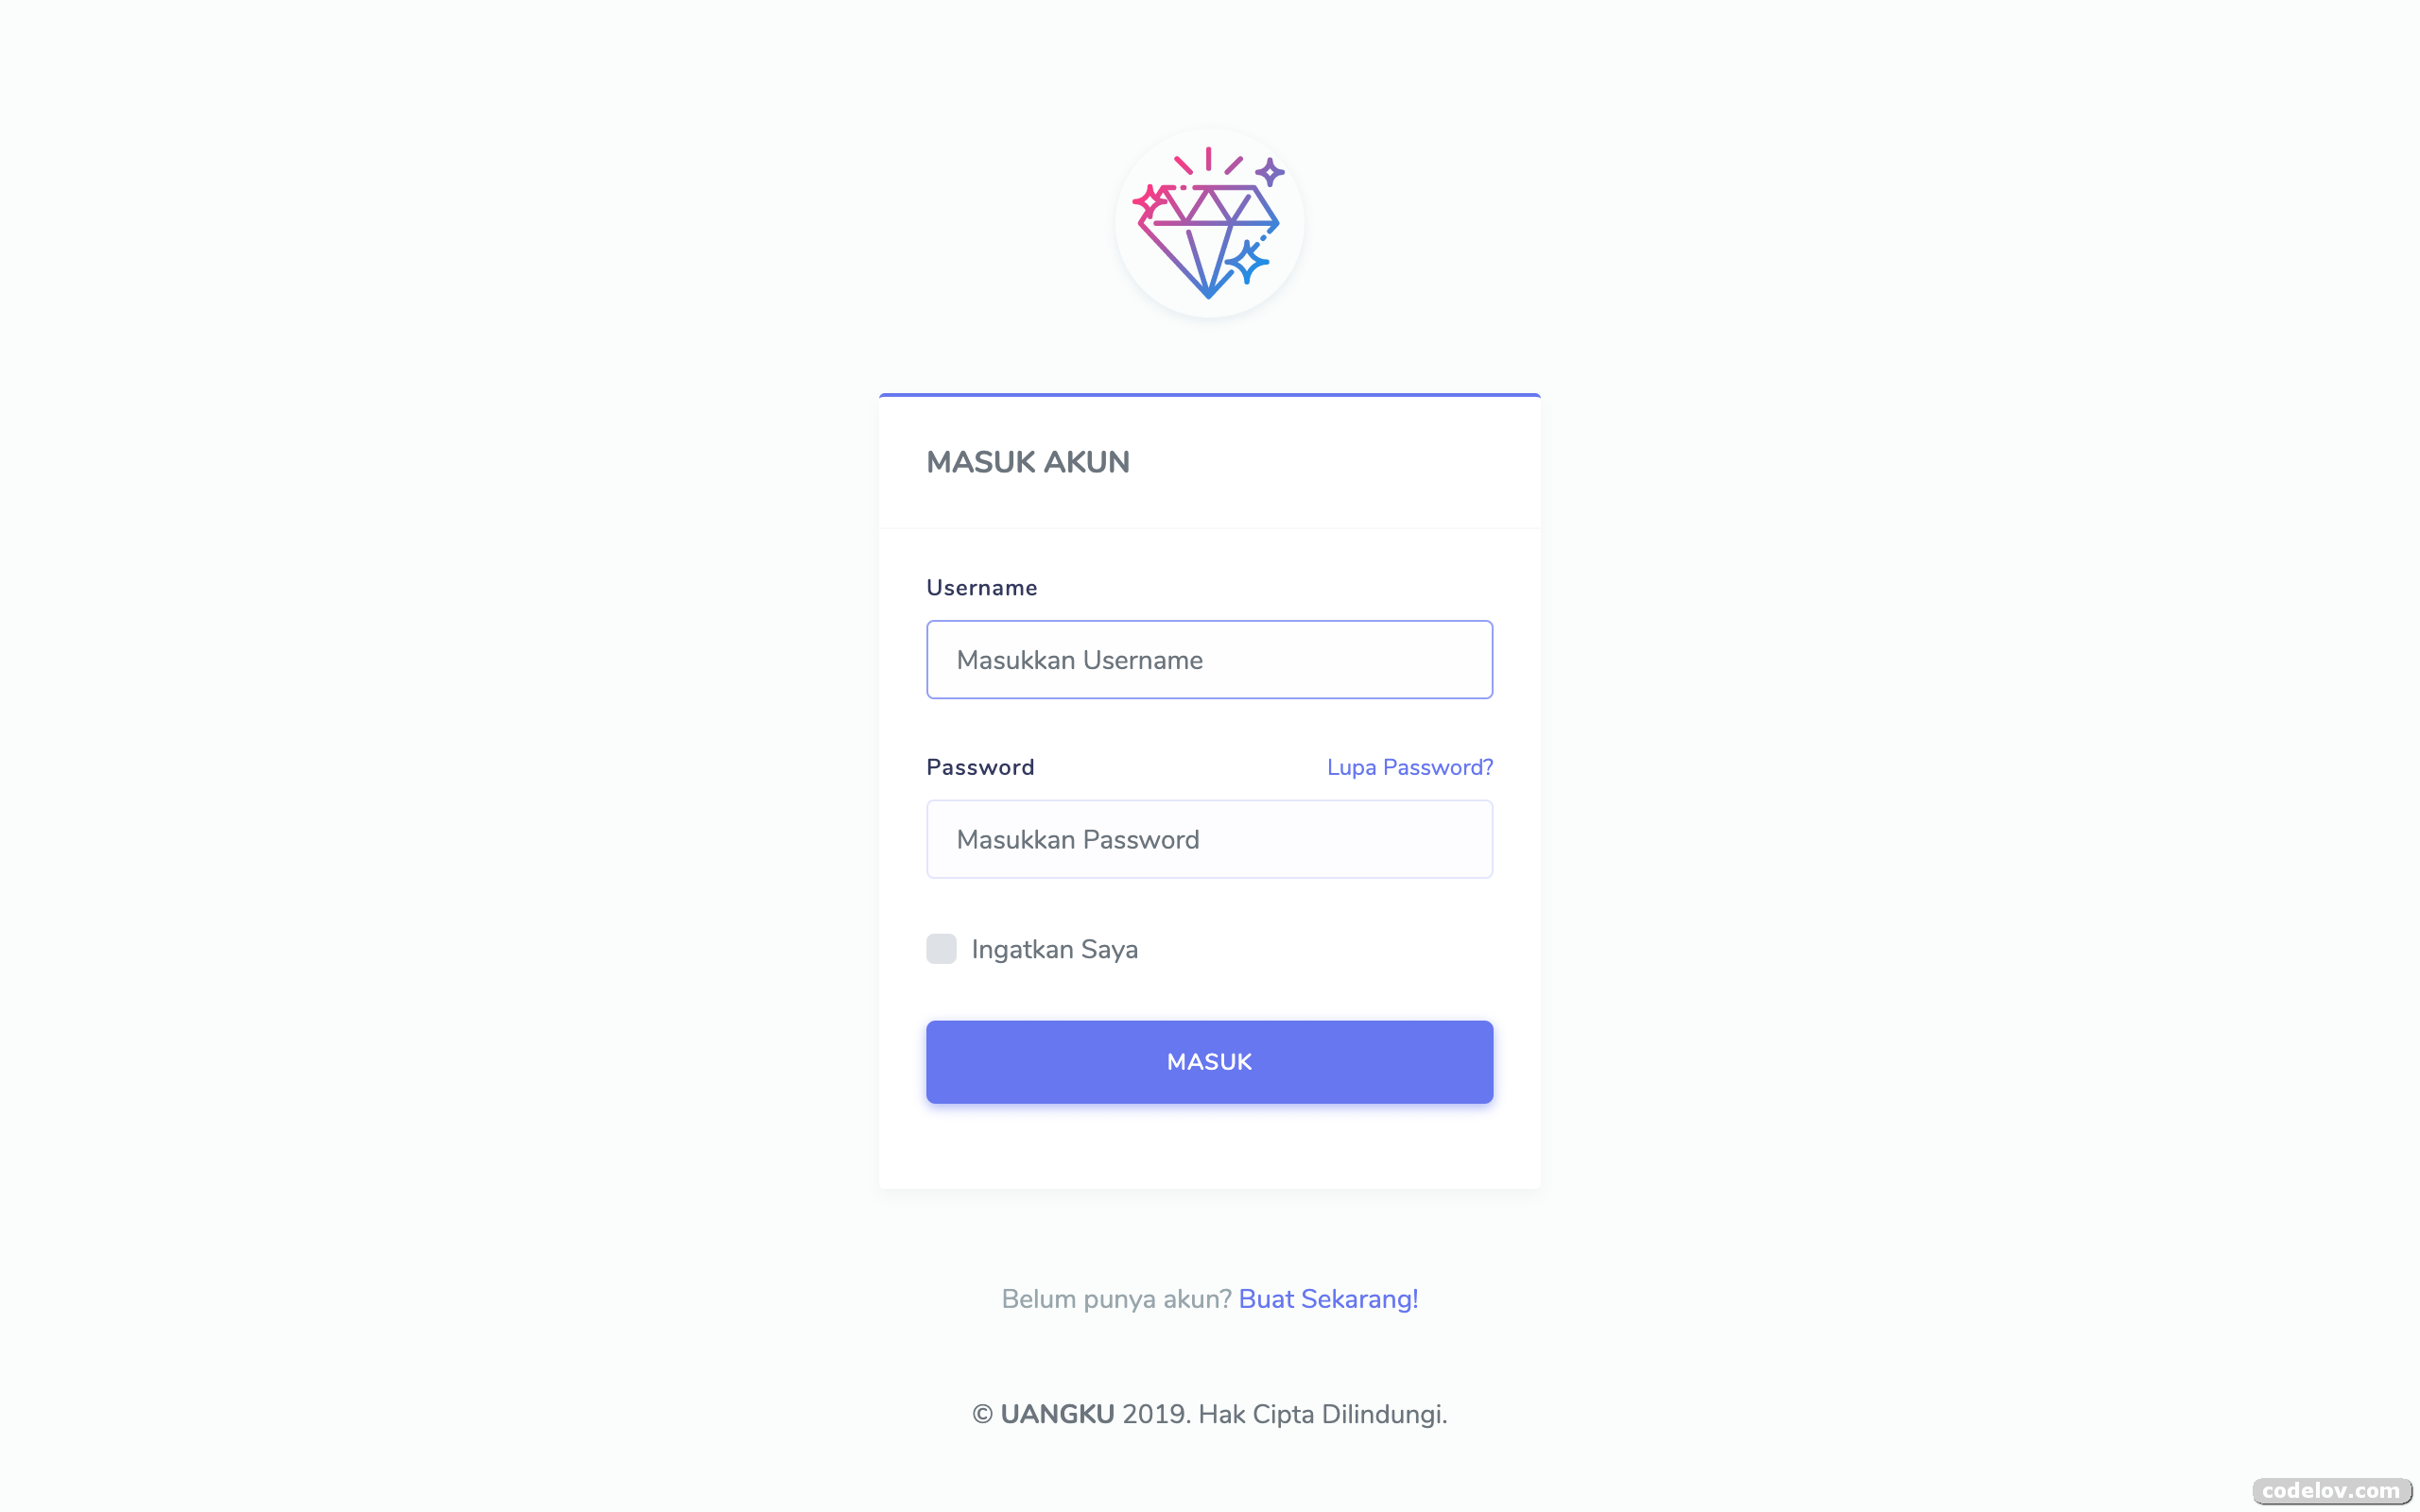 MASUK AKUN
Username
Masukkan Username
Password Lupa Password?
Masukkan Password
Ingatkan Saya
MASUK
Belum punya akun? Buat Sekarang!
© UANGKU 2019. Hak Cipta Dilindungi.
codelov.com